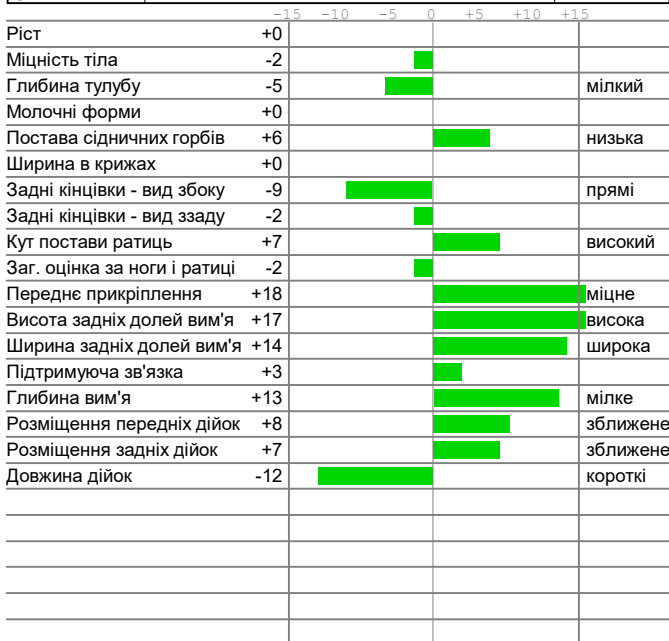 -15 -10 -5 0 +5 +10 +15
Ріст +0
Міцність тіла -2
Глибина тулубу -5 мілкий
Молочні форми +0
Постава сідничних горбів +6 низька
Ширина в крижах +0
Задні кінцівки - вид збоку -9 прямі
Задні кінцівки - вид ззаду -2
Кут постави ратиць +7 високий
Заг. оцінка за ноги і ратиці -2
Переднє прикріплення +18 міцне
Висота задніх долей вим'я +17 висока
Ширина задніх долей вим'я +14 широка
Підтримуюча зв'язка +3
Глибина вим'я +13 мілке
Розміщення передніх дійок +8 зближене
Розміщення задніх дійок +7 зближене
Довжина дійок -12 короткі